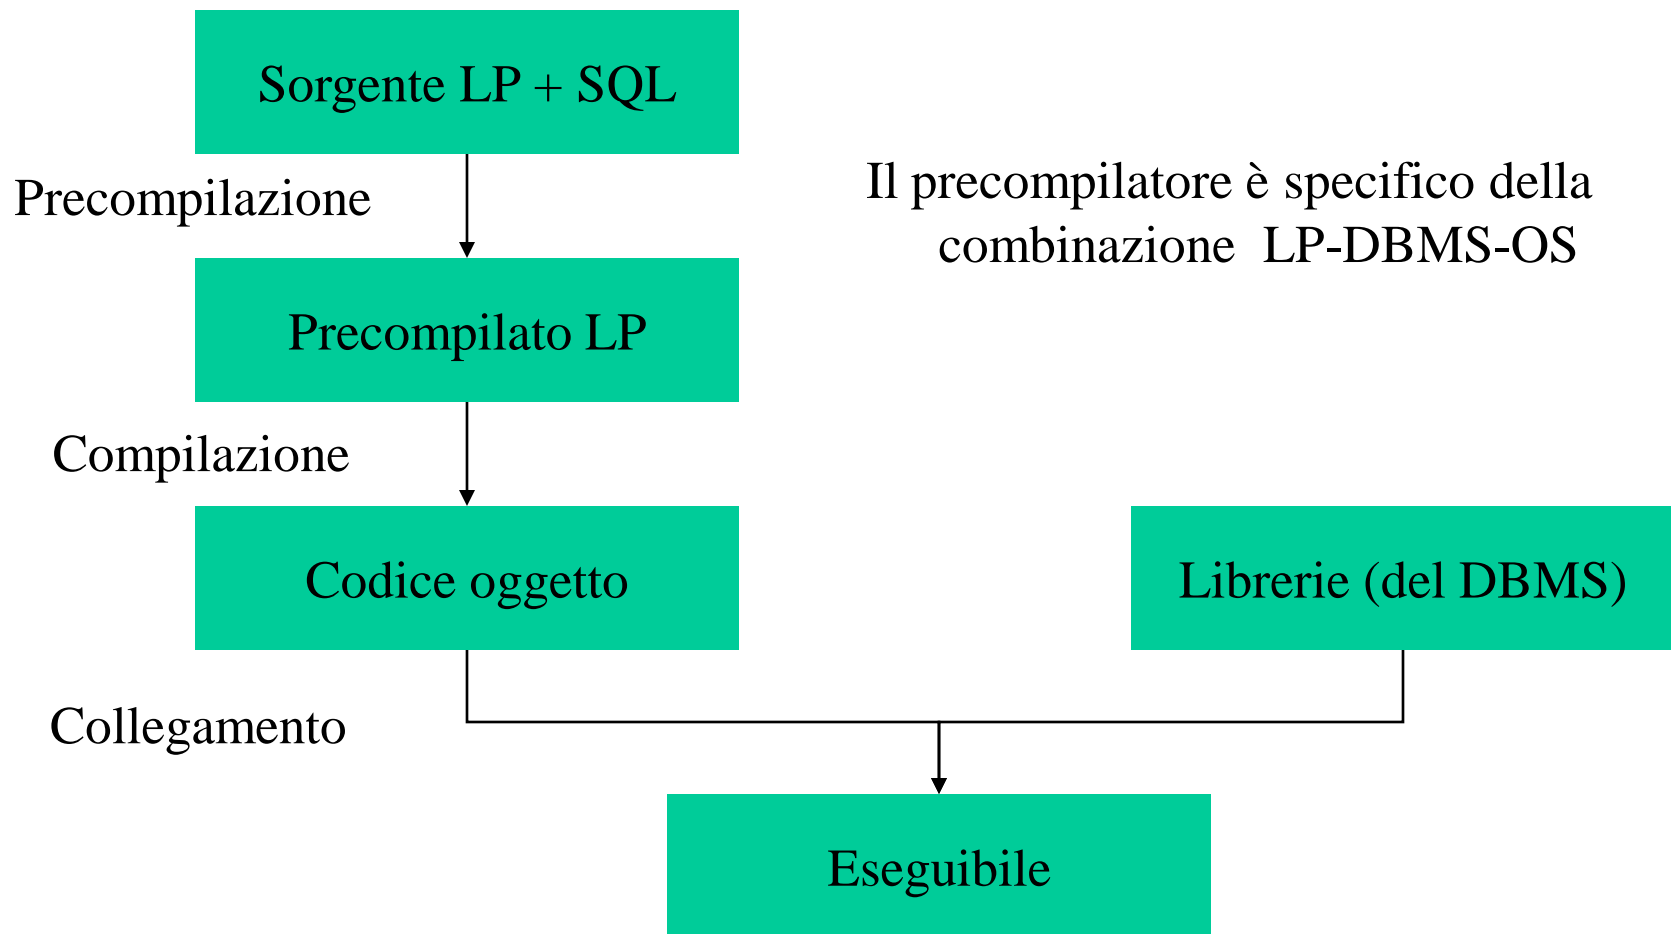 Sorgente LP + SQL
Precompilazione
Il precompilatore è specifico della
combinazione LP-DBMS-OS
Precompilato LP
Compilazione
Codice oggetto
Librerie (del DBMS)
Collegamento
Eseguibile